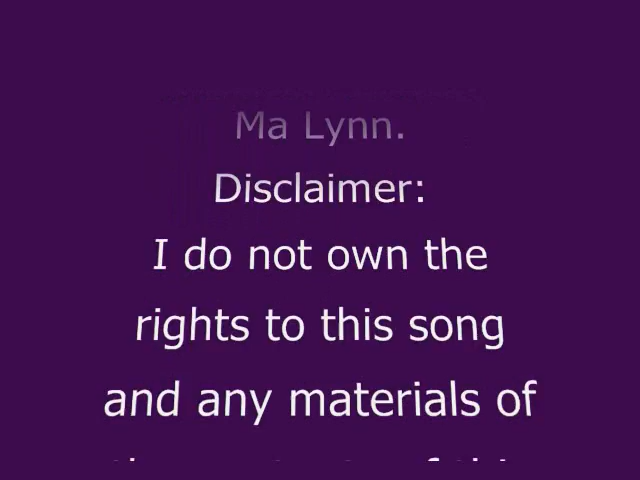 Ma Lynn.
Disclaimer:
I do not own the
rights to this song
and any materials of